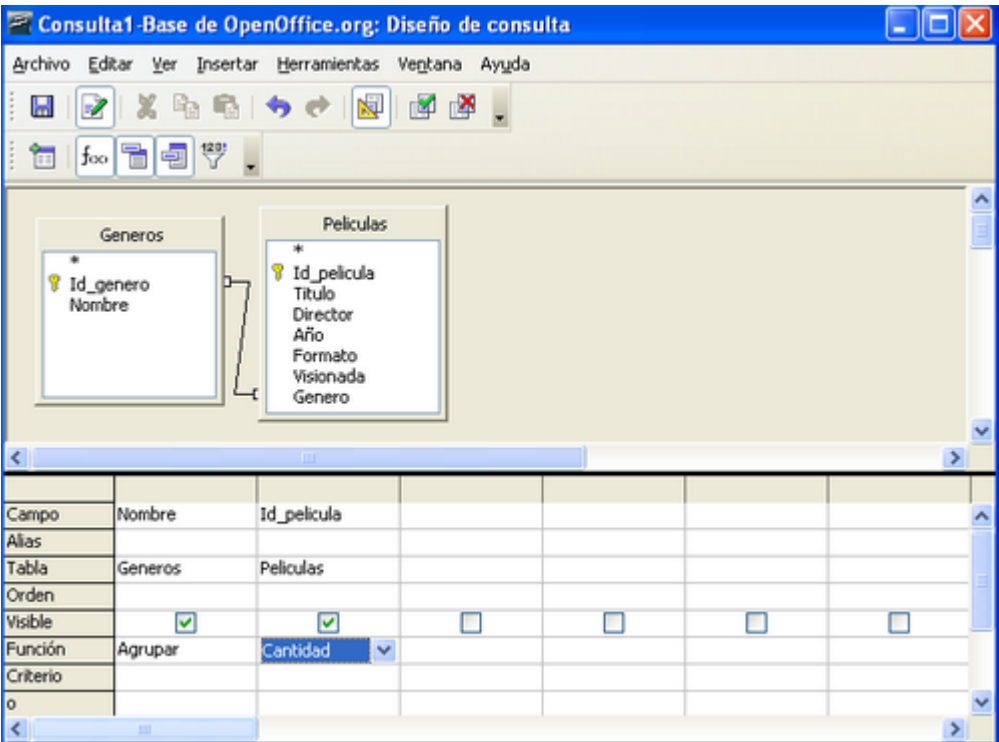 Consulta1-Base de OpenOffice.org: Diseño de consulta
Archivo Editar Ver Insertar Herramientas Ventana Ayuda
f∞ 123!
Generos
*
Id_genero
Nombre
Peliculas
*
Id_pelicula
Titulo
Director
Año
Formato
Visionada
Genero
Campo Nombre Id_pelicula
Alias
Tabla Generos Peliculas
Orden
Visible
Función Agrupar Cantidad
Criterio
o